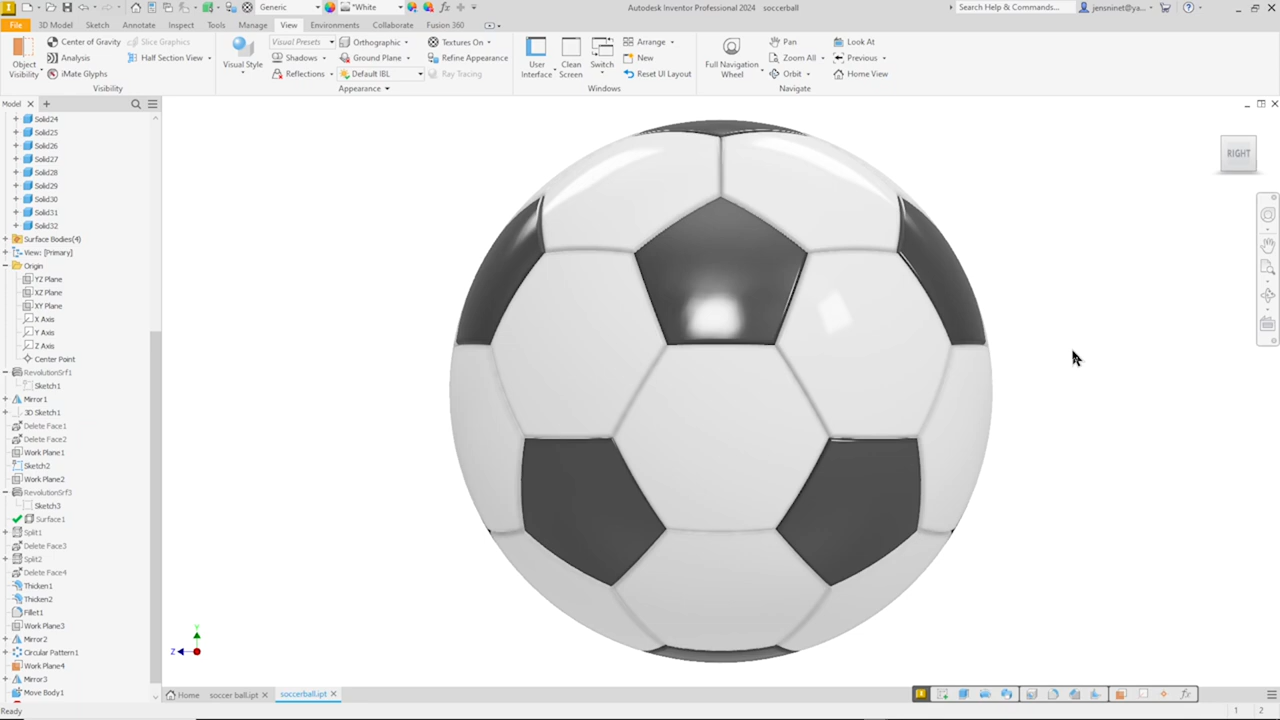 Generic
*White
Autodesk Inventor Professional 2024 soccerball
Search Help & Commands...
jensninet@ya...
File 3D Model Sketch Annotate Inspect Tools Manage View Environments Collaborate Fusion 360
Object Visibility
Center of Gravity
Analysis
iMate Glyphs
Slice Graphics
Half Section View
Visibility
Visual Style
Visual Presets
Shadows
Reflections
Orthographic
Ground Plane
Default IBL
Textures On
Refine Appearance
Ray Tracing
Appearance
User Interface
Clean Screen
Switch
Arrange
New
Reset UI Layout
Windows
Full Navigation Wheel
Pan
Zoom All
Orbit
Look At
Previous
Home View
Navigate
Model
Solid24
Solid25
Solid26
Solid27
Solid28
Solid29
Solid30
Solid31
Solid32
Surface Bodies(4)
View: [Primary]
Origin
YZ Plane
XZ Plane
XY Plane
X Axis
Y Axis
Z Axis
Center Point
RevolutionSrf1
Sketch1
Mirror1
3D Sketch1
Delete Face1
Delete Face2
Work Plane1
Sketch2
Work Plane2
RevolutionSrf3
Sketch3
Surface1
Split1
Delete Face3
Split2
Delete Face4
Thicken1
Thicken2
Fillet1
Work Plane3
Mirror2
Circular Pattern1
Work Plane4
Mirror3
Move Body1
RIGHT
Y
Z
Home soccer ball.ipt soccerball.ipt
Ready
1 2